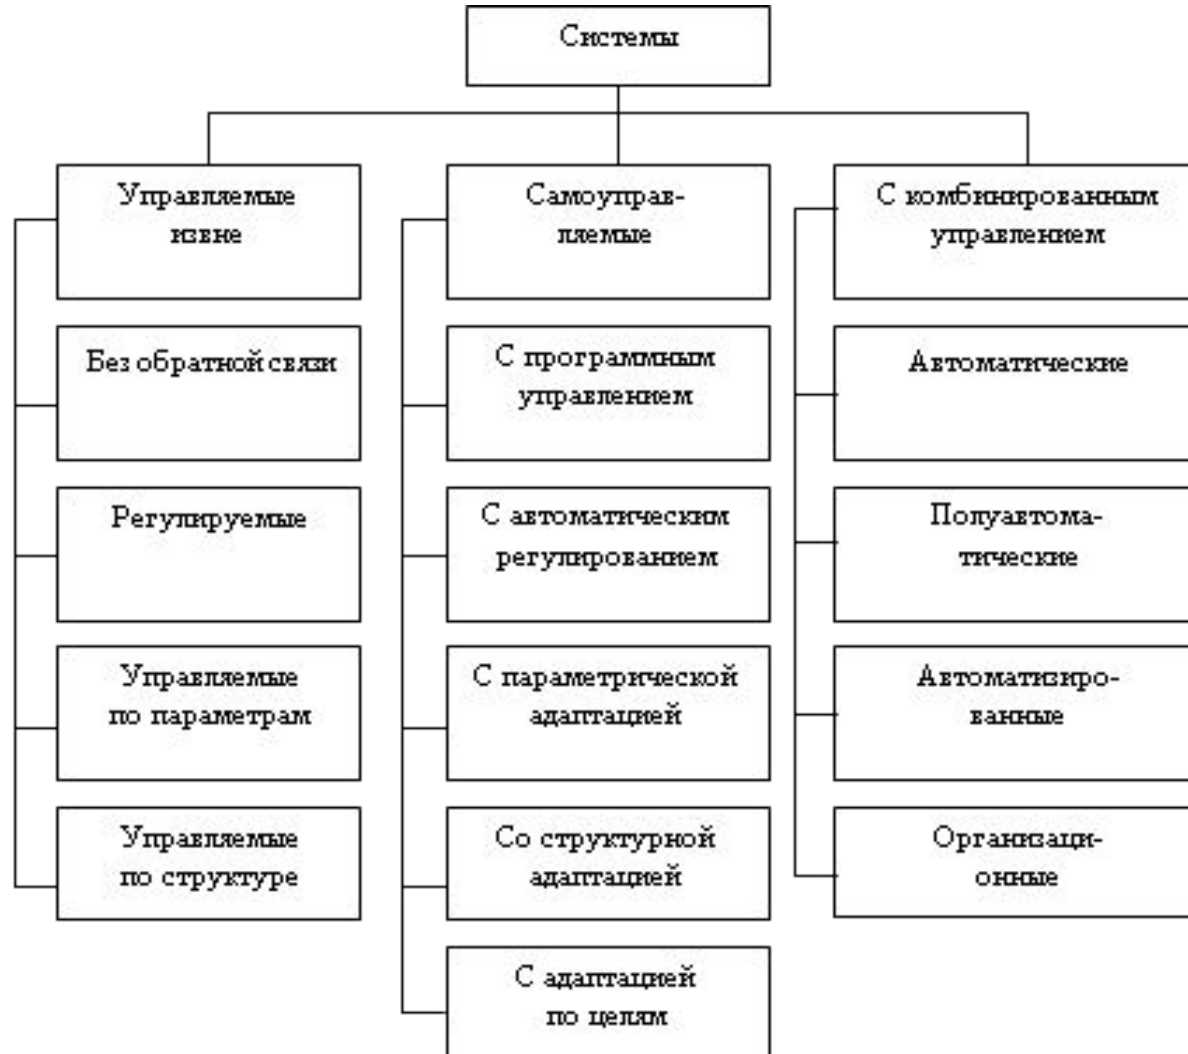 Системы
Управляемые
извне
Без обратной связи
Регулируемые
Управляемые
по параметрам
Управляемые
по структуре
Самоуправ-
ляемые
С программным
управлением
С автоматическим
регулированием
С параметрической
адаптацией
Со структурной
адаптацией
С адаптацией
по целям
С комбинированным
управлением
Автоматические
Полуавтома-
тические
Автоматизиро-
ванные
Организаци-
онные